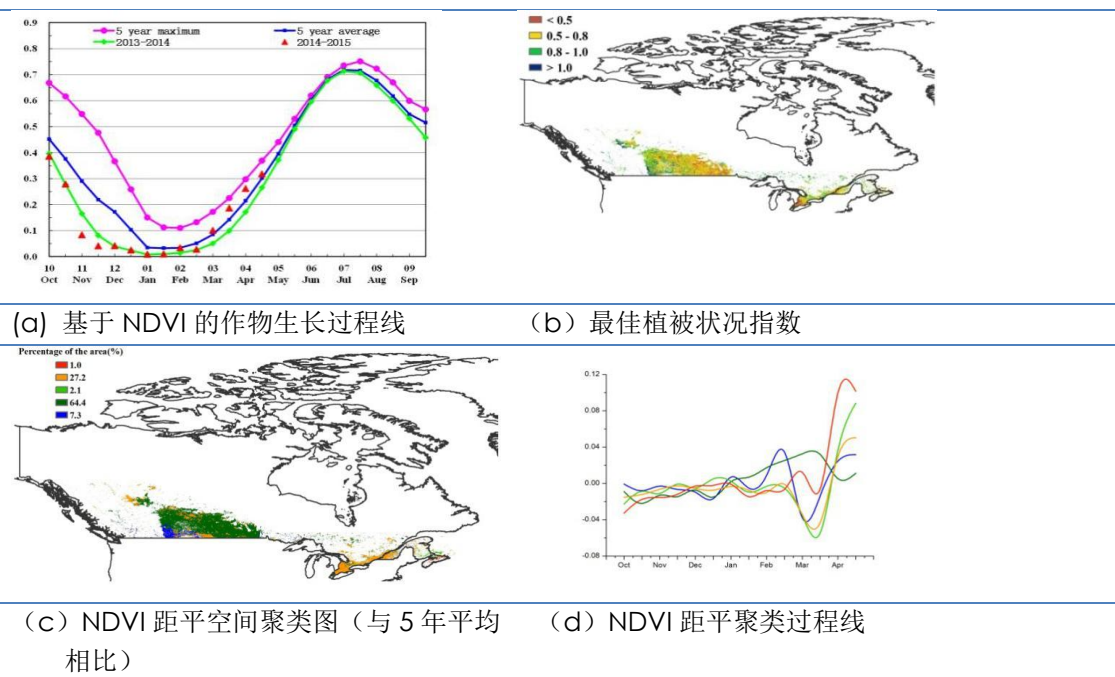 0.9
0.8
0.7
0.6
0.5
0.4
0.3
0.2
0.1
0.0
5 year maximum 5 year average
2013-2014 2014-2015
10 11 12 01 02 03 04 05 06 07 08 09
Oct Nov Dec Jan Feb Mar Apr May Jun Jul Aug Sep
< 0.5
0.5 - 0.8
0.8 - 1.0
> 1.0
(a) 基于 NDVI 的作物生长过程线
（b）最佳植被状况指数
Percentage of the area(%)
1.0
27.2
2.1
64.4
7.3
0.12
0.08
0.04
0.00
-0.04
-0.08
Oct Nov Dec Jan Feb Mar Apr
（c）NDVI 距平空间聚类图（与 5 年平均
相比）
（d）NDVI 距平聚类过程线